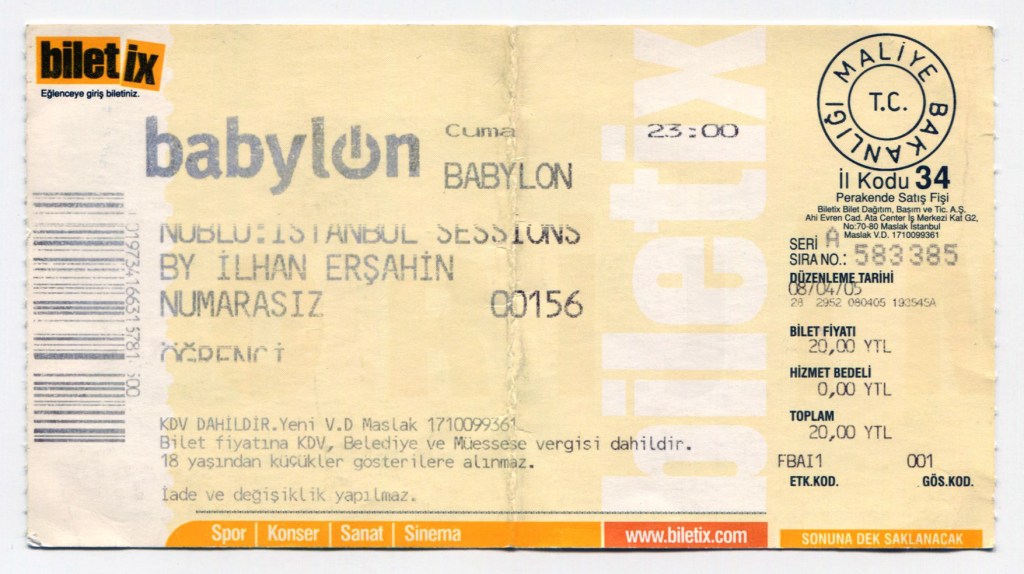 biletix
Eğlenceye giriş biletiniz.
babylon
Cuma 23:00
BABYLON
NUBLU:İSTANBUL SESSIONS
BY İLHAN ERŞAHİN
NUMARASIZ 00156
ÖĞRENCİ
KDV DAHİLDİR.Yeni V.D Maslak 1710099361
Bilet fiyatına KDV, Belediye ve Müessese vergisi dahildir.
18 yaşından küçükler gösterilere alınmaz.
İade ve değişiklik yapılmaz.
Spor | Konser | Sanat | Sinema
www.biletix.com
biletix
MALİYE BAKANLIĞI
T.C.
İl Kodu 34
Perakende Satış Fişi
Biletix Bilet Dağıtım, Basım ve Tic. A.Ş.
Ahi Evren Cad. Ata Center İş Merkezi Kat G2,
No:70-80 Maslak İstanbul
Maslak V.D. 1710099361
SERİ A
SIRA NO.: 583385
DÜZENLEME TARİHİ
08/04/05
28 2952 080405 193545A
BİLET FİYATI
20,00 YTL
HİZMET BEDELİ
0,00 YTL
TOPLAM
20,00 YTL
FBAI1 001
ETK.KOD. GÖS.KOD.
SONUNA DEK SAKLANACAK